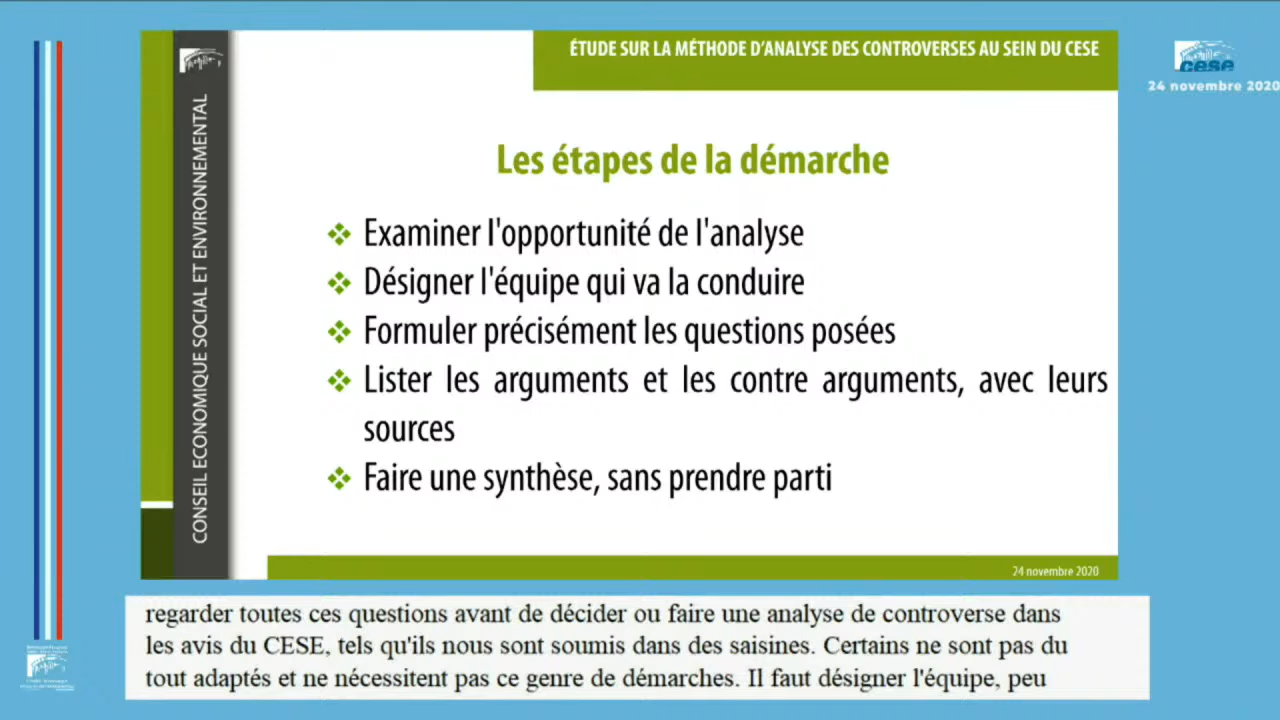 ÉTUDE SUR LA MÉTHODE D'ANALYSE DES CONTROVERSES AU SEIN DU CESE
cese
24 novembre 2020
CONSEIL ECONOMIQUE SOCIAL ET ENVIRONNEMENTAL
Les étapes de la démarche
Examiner l'opportunité de l'analyse
Désigner l'équipe qui va la conduire
Formuler précisément les questions posées
Lister les arguments et les contre arguments, avec leurs
sources
Faire une synthèse, sans prendre parti
24 novembre 2020
regarder toutes ces questions avant de décider ou faire une analyse de controverse dans
les avis du CESE, tels qu'ils nous sont soumis dans des saisines. Certains ne sont pas du
tout adaptés et ne nécessitent pas ce genre de démarches. Il faut désigner l'équipe, peu